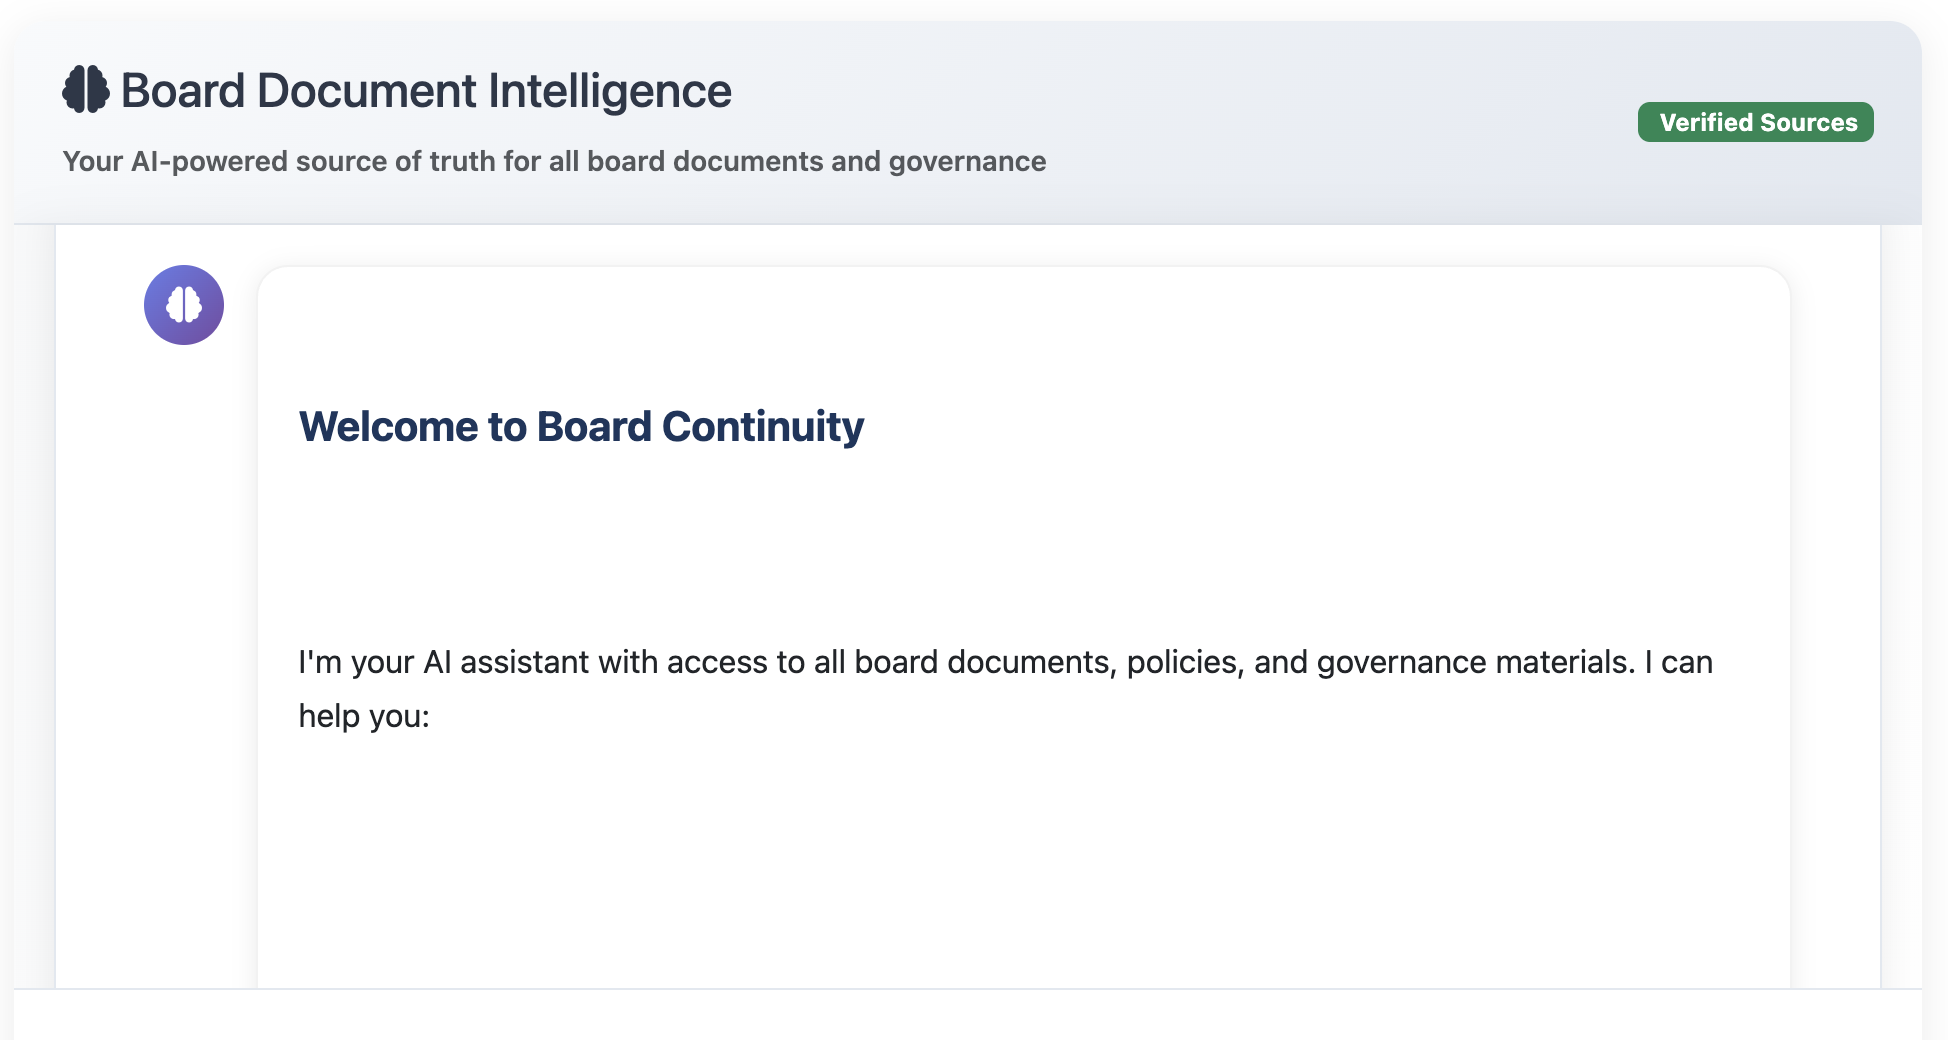 Board Document Intelligence
Your AI-powered source of truth for all board documents and governance
Verified Sources
Welcome to Board Continuity
I'm your AI assistant with access to all board documents, policies, and governance materials. I can
help you: